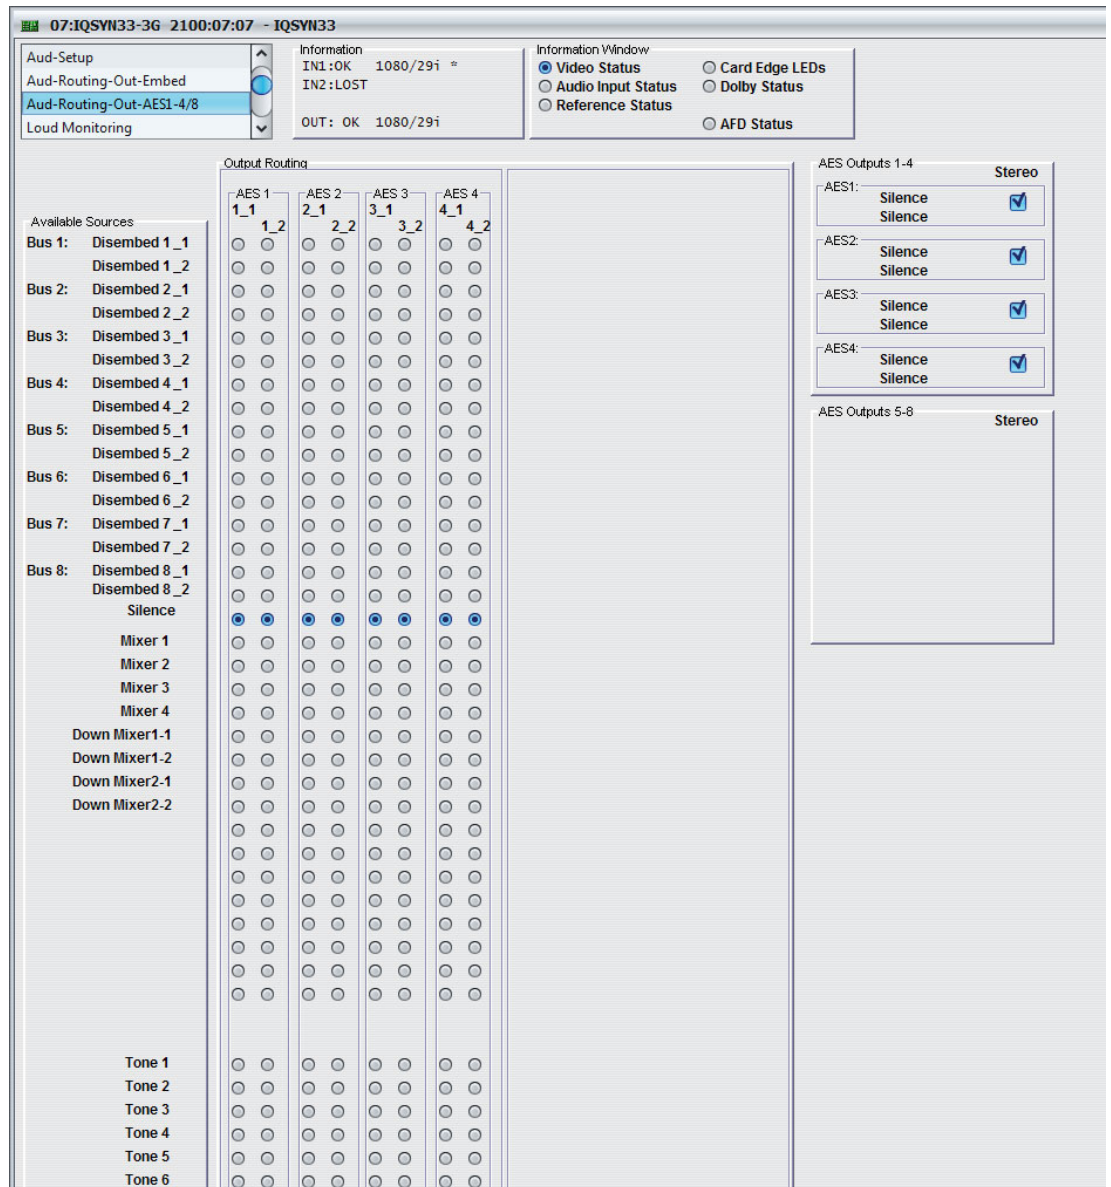 07:IQSYN33-3G 2100:07:07 - IQSYN33
Aud-Setup
Aud-Routing-Out-Embed
Aud-Routing-Out-AES1-4/8
Loud Monitoring
Information
IN1:OK 1080/29i *
IN2:LOST
OUT: OK 1080/29i
Information Window
Video Status
Card Edge LEDs
Audio Input Status
Dolby Status
Reference Status
AFD Status
Output Routing
AES 1 AES 2 AES 3 AES 4
1_1 2_1 3_1 4_1
1_2 2_2 3_2 4_2
Available Sources
Bus 1: Disembed 1_1
Disembed 1_2
Bus 2: Disembed 2_1
Disembed 2_2
Bus 3: Disembed 3_1
Disembed 3_2
Bus 4: Disembed 4_1
Disembed 4_2
Bus 5: Disembed 5_1
Disembed 5_2
Bus 6: Disembed 6_1
Disembed 6_2
Bus 7: Disembed 7_1
Disembed 7_2
Bus 8: Disembed 8_1
Disembed 8_2
Silence
Mixer 1
Mixer 2
Mixer 3
Mixer 4
Down Mixer1-1
Down Mixer1-2
Down Mixer2-1
Down Mixer2-2
Tone 1
Tone 2
Tone 3
Tone 4
Tone 5
Tone 6
AES Outputs 1-4
Stereo
AES1:
Silence
Silence
AES2:
Silence
Silence
AES3:
Silence
Silence
AES4:
Silence
Silence
AES Outputs 5-8
Stereo